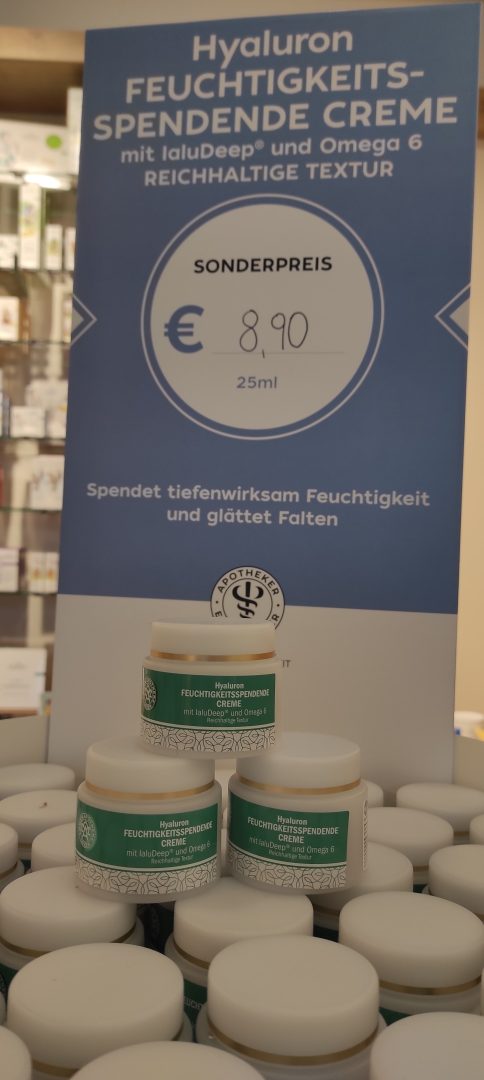 Hyaluron
FEUCHTIGKEITS-
SPENDENDE CREME
mit IaluDeep® und Omega 6
REICHHALTIGE TEXTUR
SONDERPREIS
€ 8,90
25ml
Spendet tiefenwirksam Feuchtigkeit
und glättet Falten
APOTHEKER
Hyaluron
FEUCHTIGKEITSSPENDENDE
CREME
mit IaluDeep® und Omega 6
Reichhaltige Textur
Hyaluron
FEUCHTIGKEITSSPENDENDE
CREME
mit IaluDeep® und Omega 6
Reichhaltige Textur
Hyaluron
FEUCHTIGKEITSSPENDENDE
CREME
mit IaluDeep® und Omega 6
Reichhaltige Textur